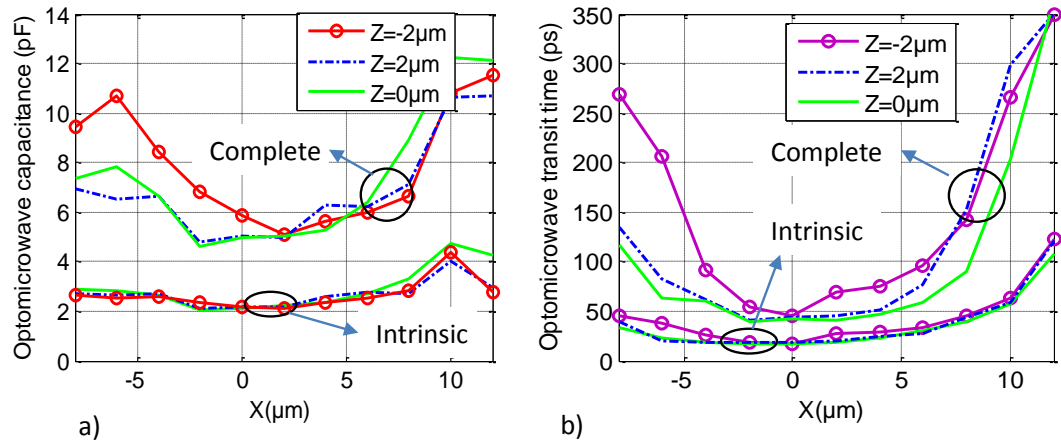 Optomicrowave capacitance (pF)
14
12
10
8
6
4
2
0
Z=-2µm
Z=2µm
Z=0µm
Complete
Intrinsic
-5
0
5
10
X(µm)
a)
Optomicrowave transit time (ps)
350
300
250
200
150
100
50
0
Z=-2µm
Z=2µm
Z=0µm
Complete
Intrinsic
-5
0
5
10
X(µm)
b)